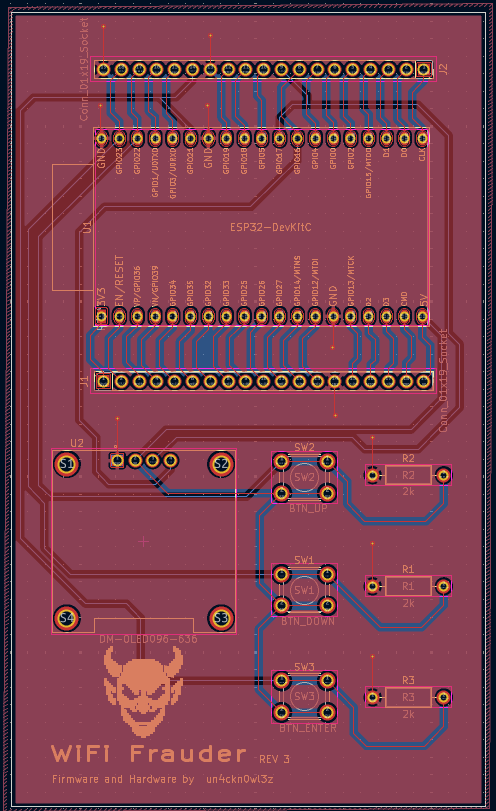 Conn_01x19_Socket
J2
GND
GPIO23
GPIO22
GPIO1/U0TXD
GPIO3/U0RXD
GPIO21
GND
GPIO19
GPIO18
GPIO5
GPIO17
GPIO16
GPIO4
GPIO0
GPIO2
GPIO15/MTDO
D1
D0
CLK
U1
ESP32-DevKitC
3V3
EN/RESET
VP/GPIO36
VN/GPIO39
GPIO34
GPIO35
GPIO32
GPIO33
GPIO25
GPIO26
GPIO27
GPIO14/MTMS
GPIO12/MTDI
GND
GPIO13/MTCK
D2
D3
CMD
5V
J1
Conn_01x19_Socket
U2
S1
S2
S4
S3
DM-OLED096-636
SW2
SW2
BTN_UP
R2
R2
2k
SW1
SW1
BTN_DOWN
R1
R1
2k
SW3
SW3
BTN_ENTER
R3
R3
2k
WiFi Frauder REV 3
Firmware and Hardware by un4ckn0wl3z